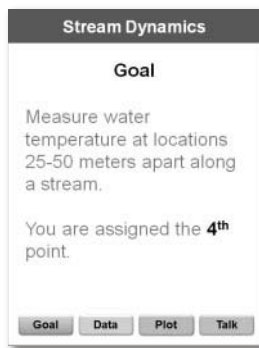 Stream Dynamics
Goal
Measure water
temperature at locations
25-50 meters apart along
a stream.
You are assigned the 4th
point.
Goal Data Plot Talk